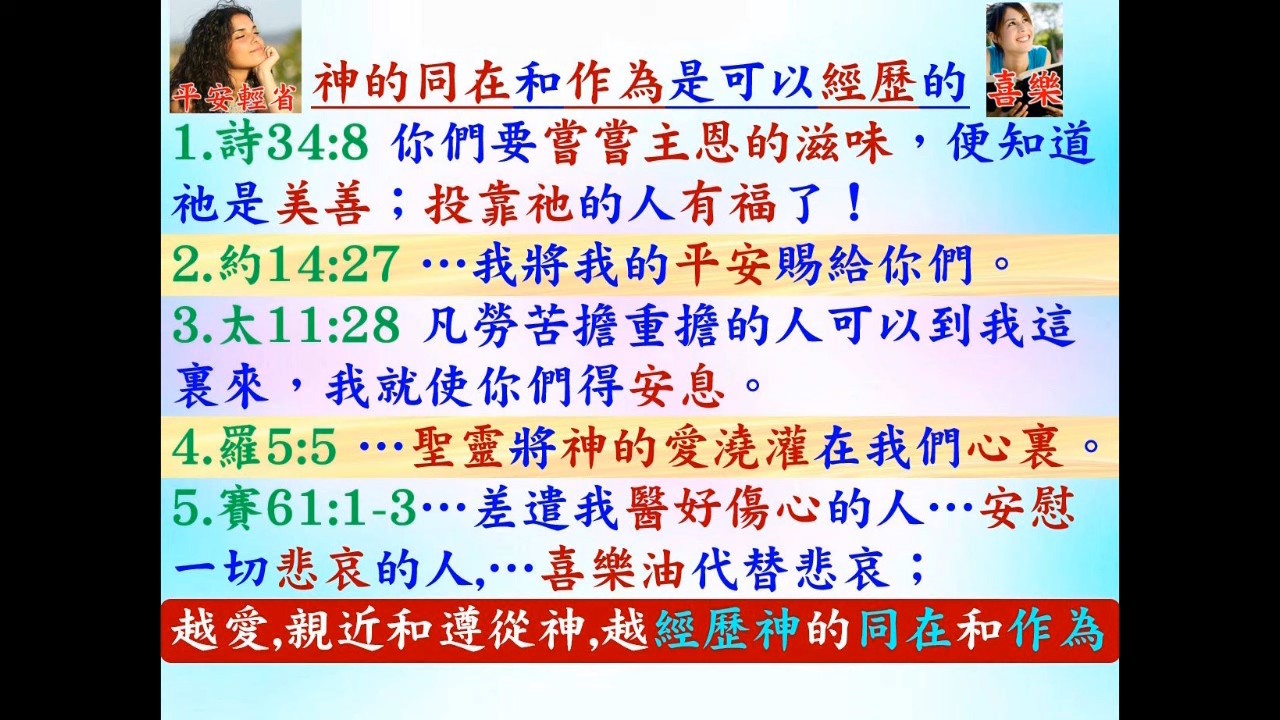 平安輕省
神的同在和作為是可以經歷的
喜樂
1.詩34:8 你們要嘗嘗主恩的滋味，便知道
祂是美善；投靠祂的人有福了！
2.約14:27 …我將我的平安賜給你們。
3.太11:28 凡勞苦擔重擔的人可以到我這
裏來，我就使你們得安息。
4.羅5:5 …聖靈將神的愛澆灌在我們心裏。
5.賽61:1-3…差遣我醫好傷心的人…安慰
一切悲哀的人,…喜樂油代替悲哀；
越愛,親近和遵從神,越經歷神的同在和作為